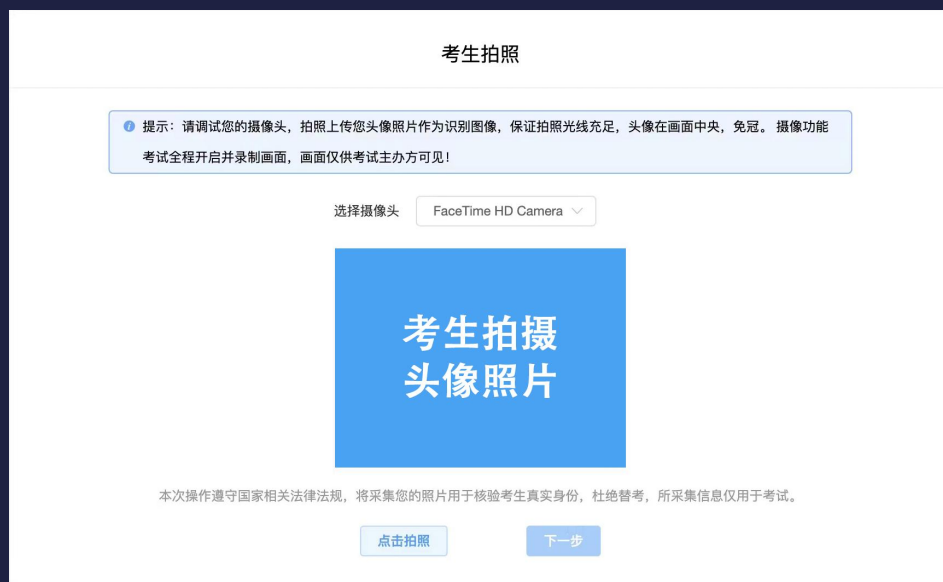 考生拍照
提示：请调试您的摄像头，拍照上传您头像照片作为识别图像，保证拍照光线充足，头像在画面中央，免冠。 摄像功能
考试全程开启并录制画面，画面仅供考试主办方可见！
选择摄像头 FaceTime HD Camera
考生拍摄
头像照片
本次操作遵守国家相关法律法规，将采集您的照片用于核验考生真实身份，杜绝替考，所采集信息仅用于考试。
点击拍照 下一步